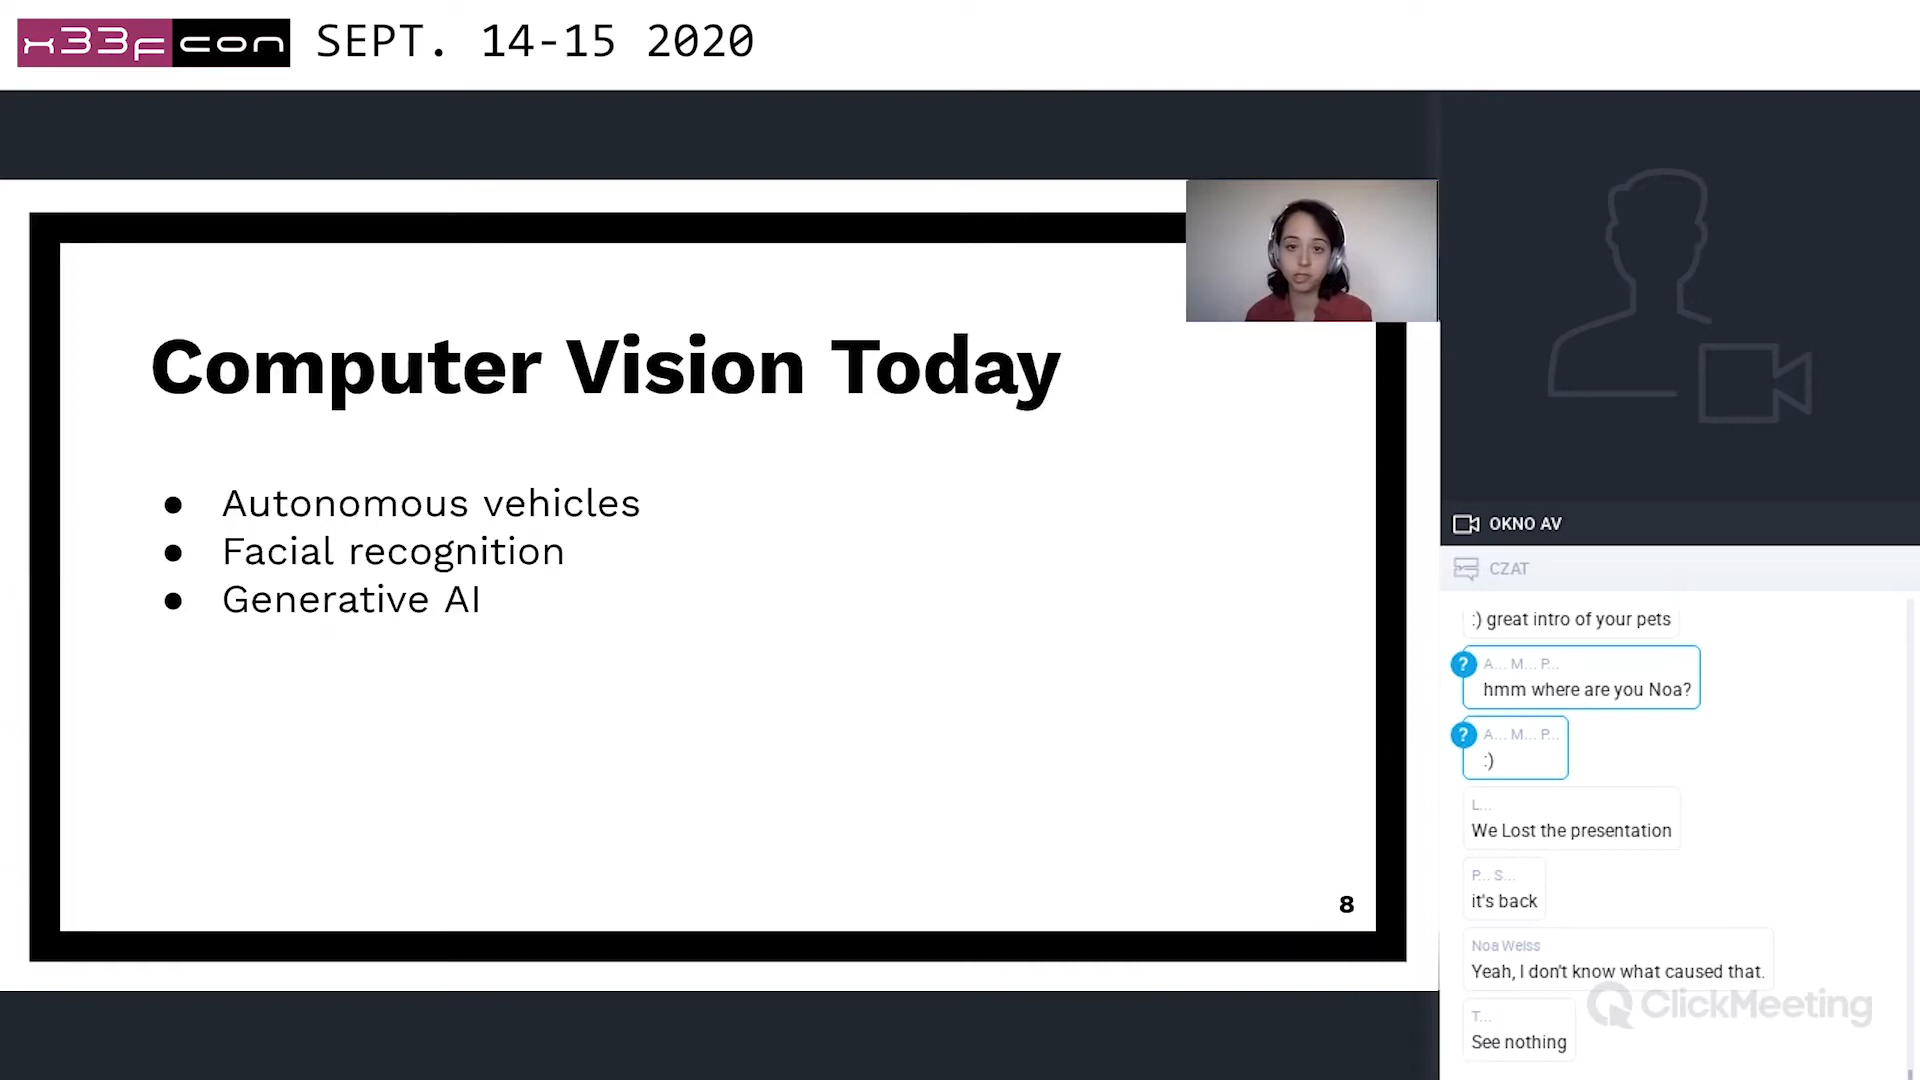 x33fcon SEPT. 14-15 2020
Computer Vision Today
● Autonomous vehicles
● Facial recognition
● Generative AI
8
OKNO AV
CZAT
:) great intro of your pets
? A... M... P...
hmm where are you Noa?
? A... M... P...
:)
L...
We Lost the presentation
P... S...
it's back
Noa Weiss
Yeah, I don't know what caused that.
ClickMeeting
T...
See nothing